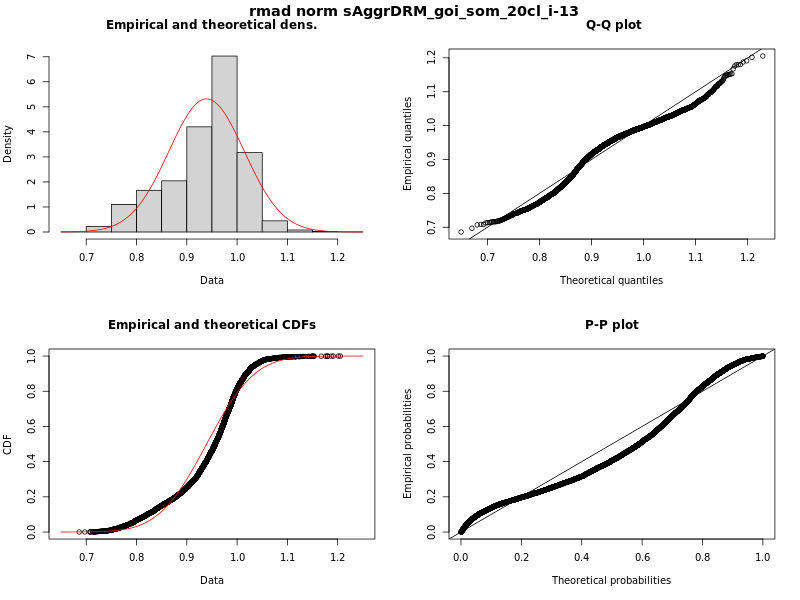 rmad norm sAggrDRM_goi_som_20cl_i-13
Empirical and theoretical dens.
Density
0 1 2 3 4 5 6 7
0.7 0.8 0.9 1.0 1.1 1.2
Data
Q-Q plot
Empirical quantiles
0.7 0.8 0.9 1.0 1.1 1.2
0.7 0.8 0.9 1.0 1.1 1.2
Theoretical quantiles
Empirical and theoretical CDFs
CDF
0.0 0.2 0.4 0.6 0.8 1.0
0.7 0.8 0.9 1.0 1.1 1.2
Data
P-P plot
Empirical probabilities
0.0 0.2 0.4 0.6 0.8 1.0
0.0 0.2 0.4 0.6 0.8 1.0
Theoretical probabilities